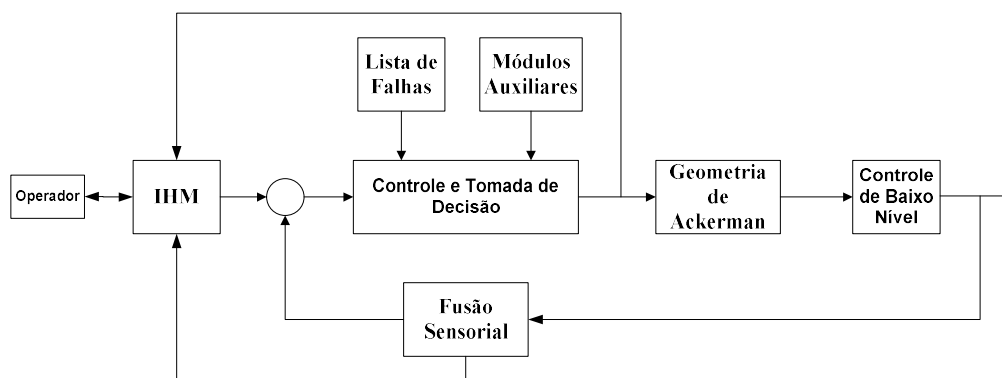 Lista de
Falhas
Módulos
Auxiliares
Operador
IHM
Controle e Tomada de
Decisão
Geometria
de
Ackerman
Controle
de Baixo
Nível
Fusão
Sensorial